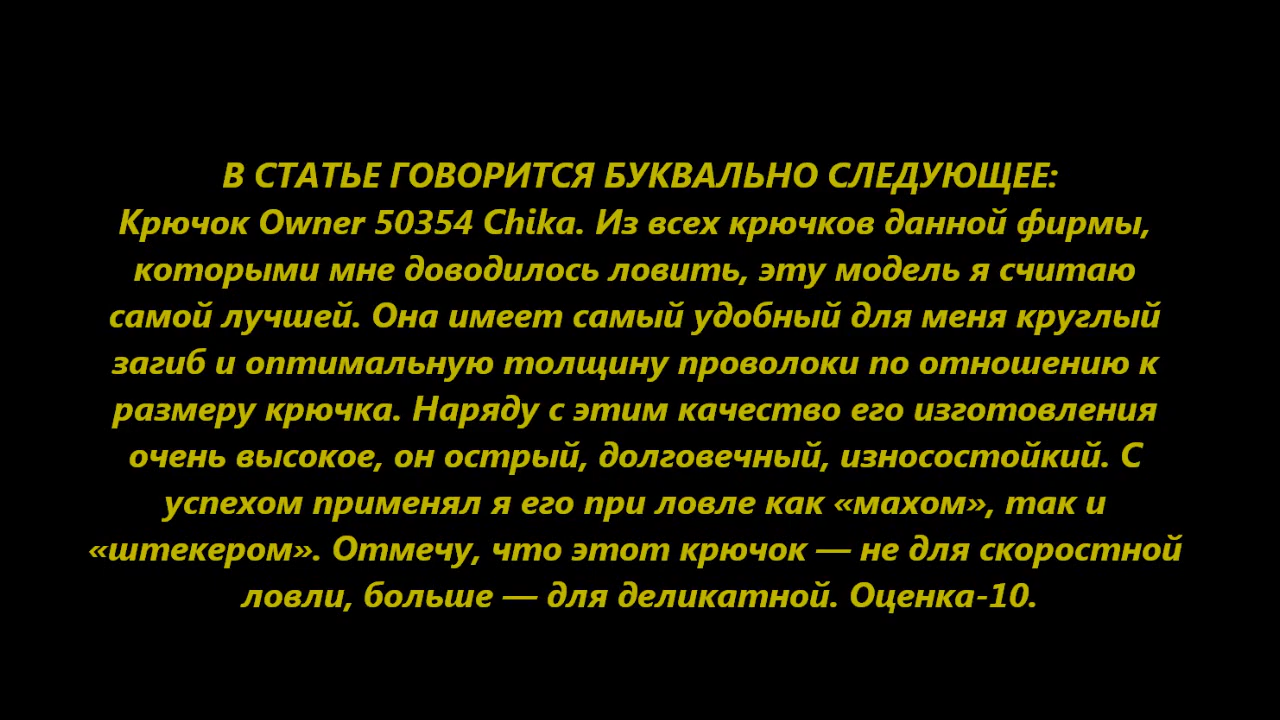 В СТАТЬЕ ГОВОРИТСЯ БУКВАЛЬНО СЛЕДУЮЩЕЕ:
Крючок Owner 50354 Chika. Из всех крючков данной фирмы,
которыми мне доводилось ловить, эту модель я считаю
самой лучшей. Она имеет самый удобный для меня круглый
загиб и оптимальную толщину проволоки по отношению к
размеру крючка. Наряду с этим качество его изготовления
очень высокое, он острый, долговечный, износостойкий. С
успехом применял я его при ловле как «махом», так и
«штекером». Отмечу, что этот крючок — не для скоростной
ловли, больше — для деликатной. Оценка-10.